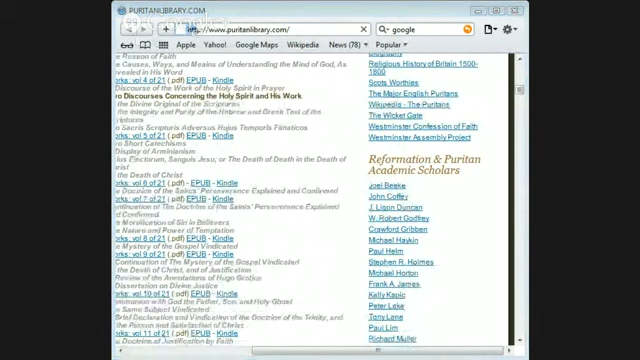 PURITANLIBRARY.COM
http://www.puritanlibrary.com/
google
Apple Yahoo! Google Maps Wikipedia News (78) Popular
e Reason of Faith
e Causes, Ways, and Means of Understanding the Mind of God, As
evealed in His Word
rks: vol 4 of 21 (.pdf) EPUB - Kindle
Discourse of the Work of the Holy Spirit in Prayer
wo Discourses Concerning the Holy Spirit and His Work
the Divine Original of the Scriptures
the Integrity and Purity of the Hebrew and Greek Text of the
criptures
o Sacris Scripturis Adversus Hujus Temporis Fanaticos
orks: vol 5 of 21 (.pdf) EPUB - Kindle
wo Short Catechisms
Display of Arminianism
lus Electorum, Sanguis Jesu; or The Death of Death in the Death of
rist
the Death of Christ
orks: vol 6 of 21 (.pdf) EPUB - Kindle
e Doctrine of the Saints' Perseverance Explained and Confirmed
orks: vol 7 of 21 (.pdf) EPUB - Kindle
ontinuation of The Doctrine of the Saints' Perseverance Explained
nd Confirmed
e Mortification of Sin in Believers
e Nature and Power of Temptation
orks: vol 8 of 21 (.pdf) EPUB - Kindle
e Mystery of the Gospel Vindicated
orks: vol 9 of 21 (.pdf) EPUB - Kindle
Continuation of The Mystery of the Gospel Vindicated
the Death of Christ, and of Justification
Review of the Annotations of Hugo Grotius
Dissertation on Divine Justice
orks: vol 10 of 21 (.pdf) EPUB - Kindle
ommunion with God the Father, Son and Holy Ghost
e Same Subject Vindicated
Brief Declaration and Vindication of the Doctrine of the Trinity, and
the Person and Satisfaction of Christ
orks: vol 11 of 21 (.pdf) EPUB - Kindle
e Doctrine of Justification by Faith
Religious History of Britain 1500-
1800
Scots Worthies
The Major English Puritans
Wikipedia - The Puritans
The Wicket Gate
Westminster Confession of Faith
Westminster Assembly Project
Reformation & Puritan
Academic Scholars
Joel Beeke
John Coffey
J. Ligon Duncan
W. Robert Godfrey
Crawford Gribben
Michael Haykin
Paul Helm
Stephen R. Holmes
Michael Horton
Frank A. James
Kelly Kapic
Peter Lake
Tony Lane
Paul Lim
Richard Muller